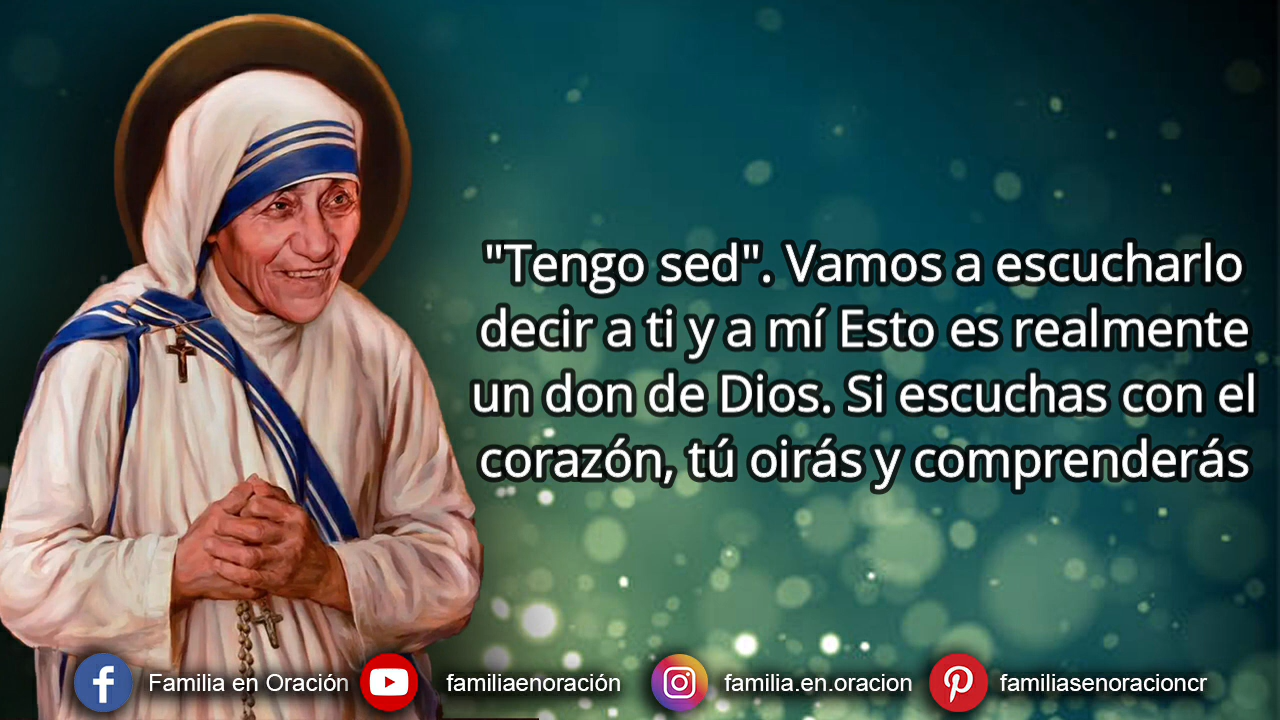 "Tengo sed". Vamos a escucharlo
decir a ti y a mí Esto es realmente
un don de Dios. Si escuchas con el
corazón, tú oirás y comprenderás
Familia en Oración familiaenoración familia.en.oracion familiasenoracioncr